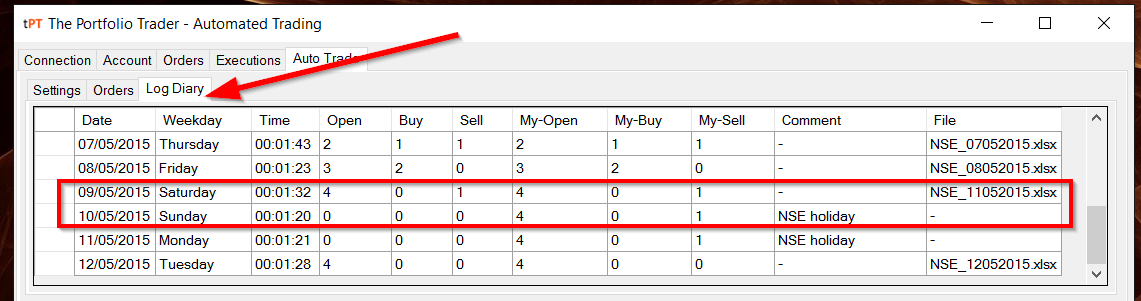 tPT The Portfolio Trader - Automated Trading
Connection Account Orders Executions Auto Trade
Settings Orders Log Diary
Date Weekday Time Open Buy Sell My-Open My-Buy My-Sell Comment File
07/05/2015 Thursday 00:01:43 2 1 1 2 1 1 - NSE_07052015.xlsx
08/05/2015 Friday 00:01:23 3 2 0 3 2 0 - NSE_08052015.xlsx
09/05/2015 Saturday 00:01:32 4 0 1 4 0 1 - NSE_11052015.xlsx
10/05/2015 Sunday 00:01:20 0 0 0 4 0 1 NSE holiday -
11/05/2015 Monday 00:01:21 0 0 0 4 0 1 NSE holiday -
12/05/2015 Tuesday 00:01:28 4 0 0 4 0 0 - NSE_12052015.xlsx